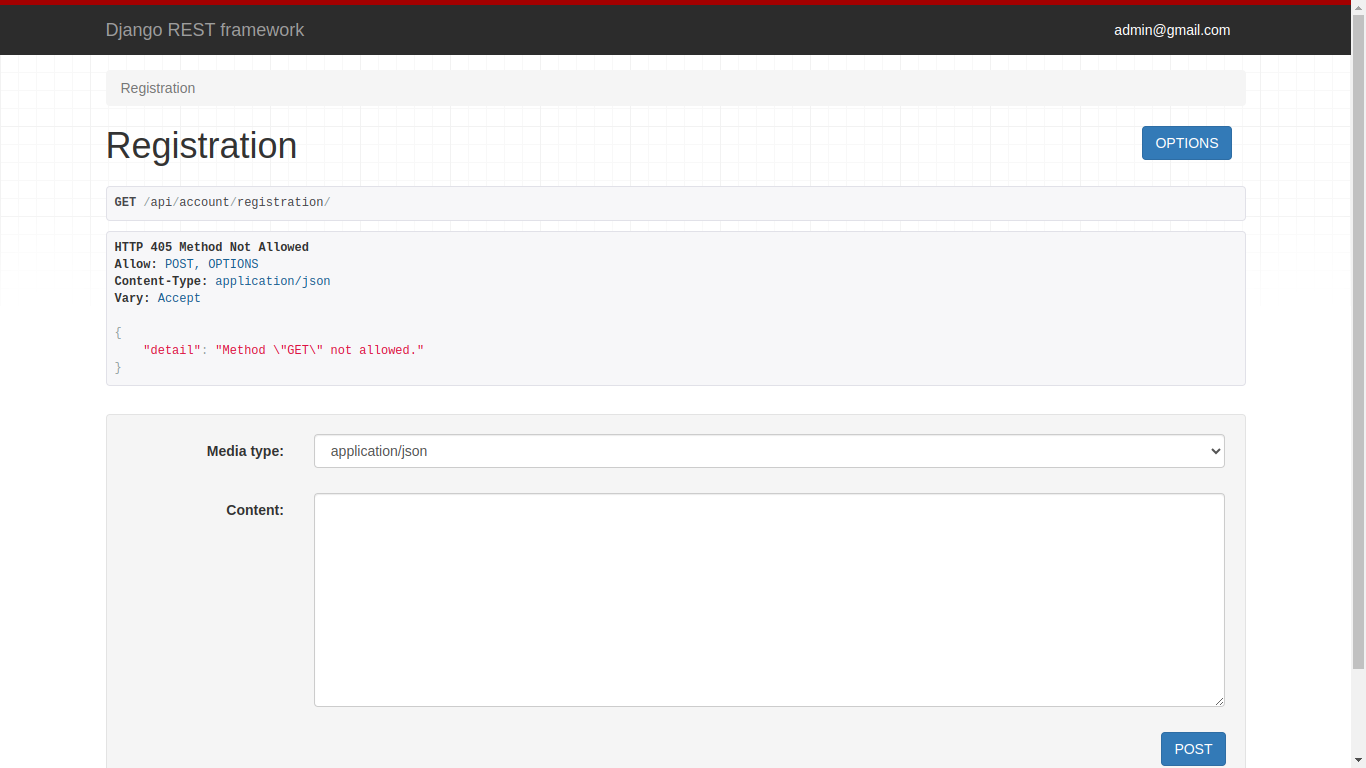 Django REST framework
admin@gmail.com
Registration
Registration
OPTIONS
GET /api/account/registration/
HTTP 405 Method Not Allowed
Allow: POST, OPTIONS
Content-Type: application/json
Vary: Accept
{
    "detail": "Method \"GET\" not allowed."
}
Media type:
application/json
Content:
POST